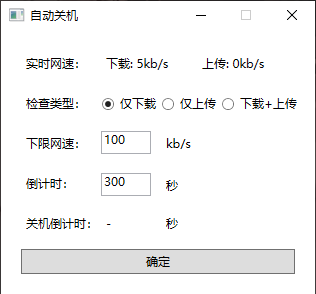 自动关机
实时网速： 下载: 5kb/s 上传: 0kb/s
检查类型： 仅下载 仅上传 下载+上传
下限网速： 100 kb/s
倒计时： 300 秒
关机倒计时： - 秒
确定